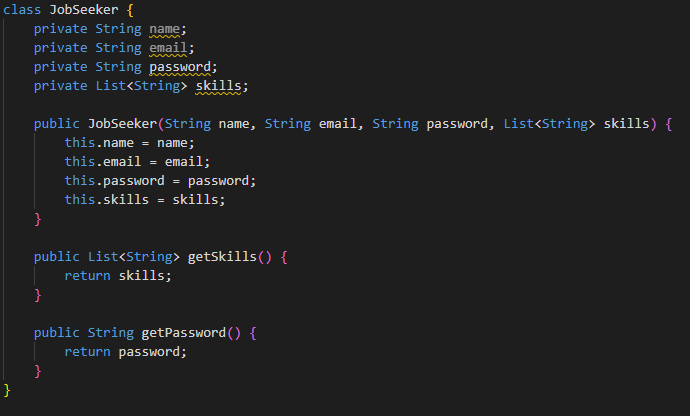 class JobSeeker {
    private String name;
    private String email;
    private String password;
    private List<String> skills;

    public JobSeeker(String name, String email, String password, List<String> skills) {
        this.name = name;
        this.email = email;
        this.password = password;
        this.skills = skills;
    }

    public List<String> getSkills() {
        return skills;
    }

    public String getPassword() {
        return password;
    }
}